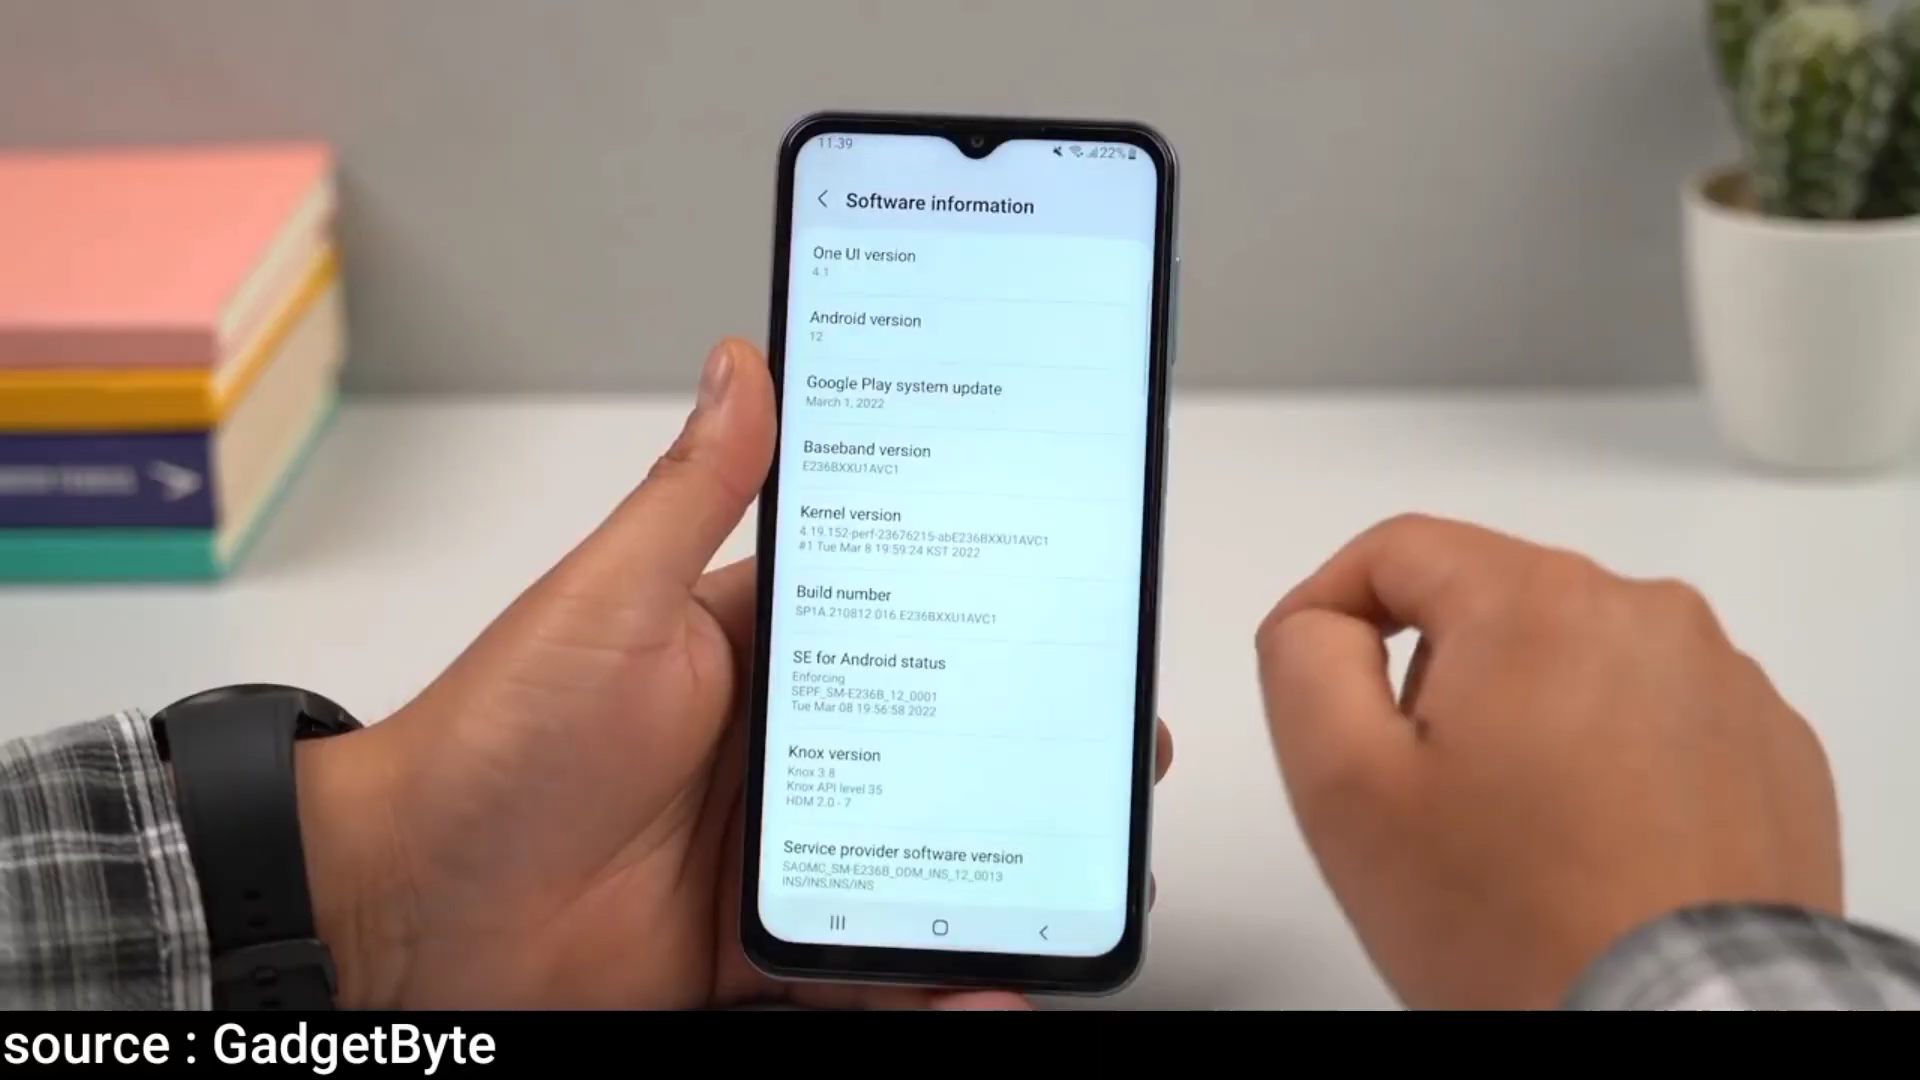 11:39
22%
Software information
One UI version
4.1
Android version
12
Google Play system update
March 1, 2022
Baseband version
E236BXXU1AVC1
Kernel version
4.19.152-perf-23676215-abE236BXXU1AVC1
#1 Tue Mar 8 19:59:24 KST 2022
Build number
SP1A.210812.016.E236BXXU1AVC1
SE for Android status
Enforcing
SEPF_SM-E236B_12_0001
Tue Mar 08 19:56:58 2022
Knox version
Knox 3.8
Knox API level 35
HDM 2.0 - 7
Service provider software version
SAOMC_SM-E236B_ODM_INS_12_0013
INS/INS,INS/INS
source : GadgetByte